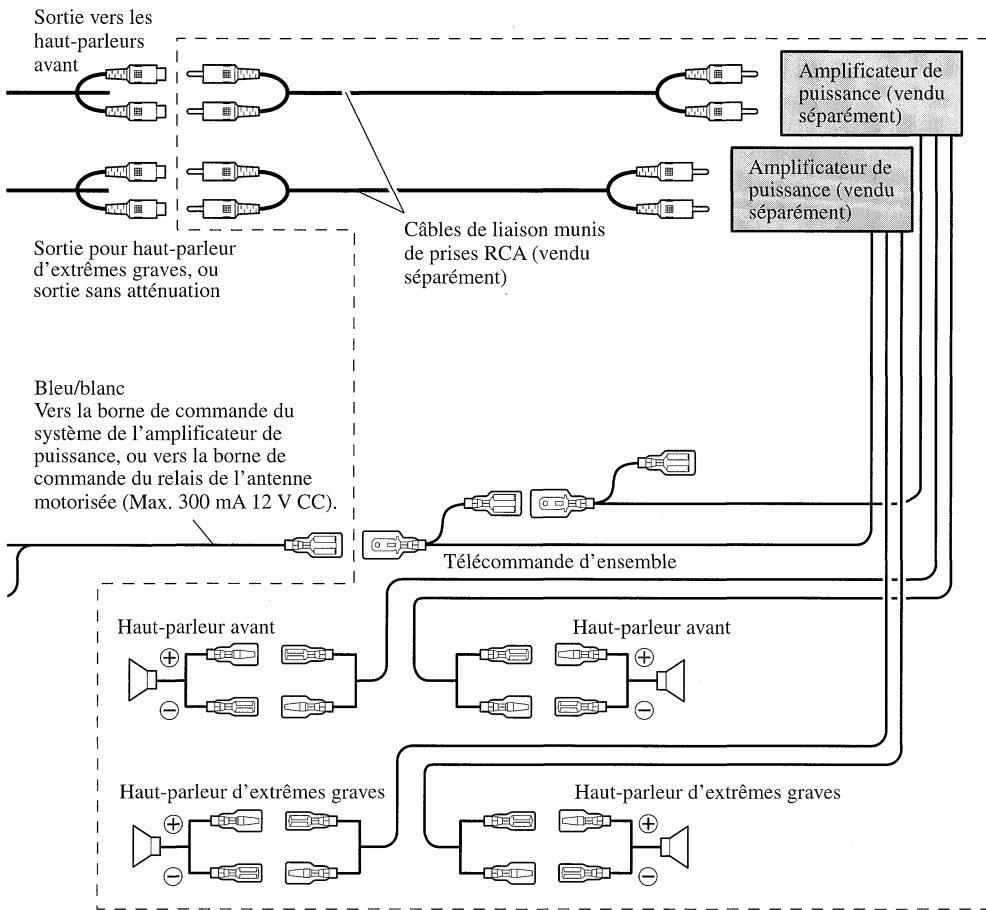 Sortie vers les
haut-parleurs
avant
Amplificateur de
puissance (vendu
séparément)
Amplificateur de
puissance (vendu
séparément)
Câbles de liaison munis
de prises RCA (vendu
séparément)
Sortie pour haut-parleur
d'extrêmes graves, ou
sortie sans atténuation
Bleu/blanc
Vers la borne de commande du
système de l'amplificateur de
puissance, ou vers la borne de
commande du relais de l'antenne
motorisée (Max. 300 mA 12 V CC).
Télécommande d'ensemble
Haut-parleur avant
+
−
Haut-parleur avant
+
−
Haut-parleur d'extrêmes graves
+
−
Haut-parleur d'extrêmes graves
+
−